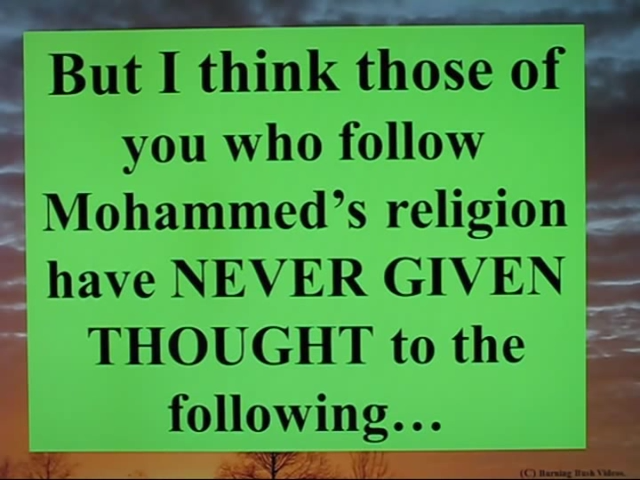 But I think those of
you who follow
Mohammed's religion
have NEVER GIVEN
THOUGHT to the
following...
(C) Burning Bush Videos.